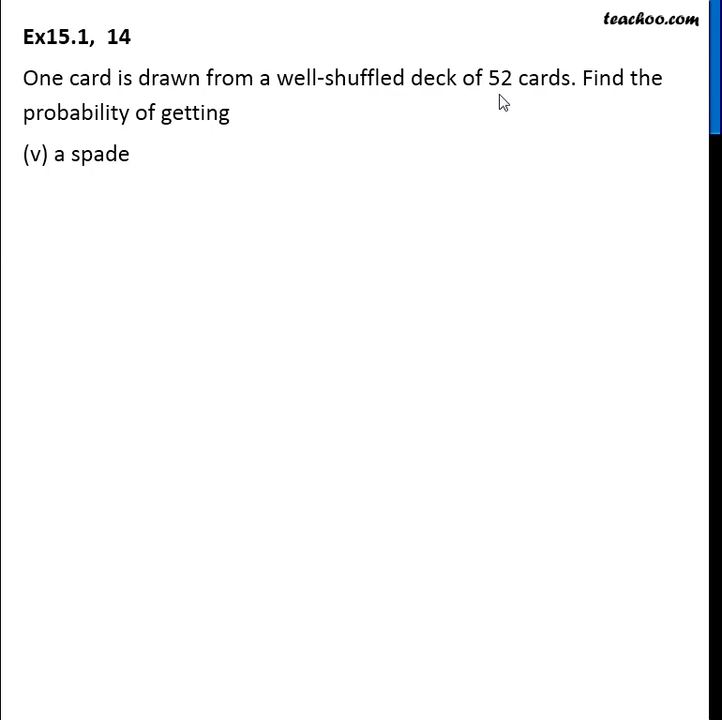 teachoo.com
Ex15.1, 14
One card is drawn from a well-shuffled deck of 52 cards. Find the
probability of getting
(v) a spade